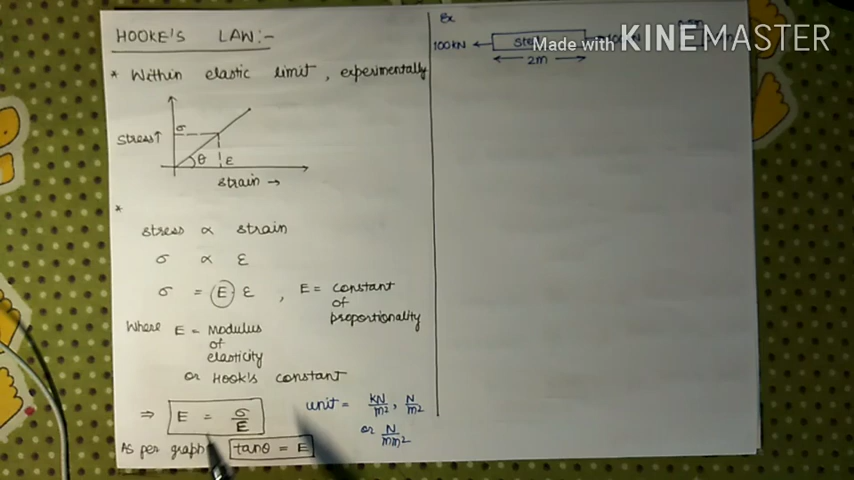 HOOKE'S LAW:-
* Within elastic limit, experimentally
stress↑
σ
θ
ε
strain →
*
stress ∝ strain
σ ∝ ε
σ = E ε , E = constant
of
proportionality
Where E = Modulus
of
elasticity
or Hook's constant
⇒ E = σ/E
unit = kN/m², N/m²
or N/mm²
As per graph tanθ = E
Ex
100kN
2m
Made with KINEMASTER